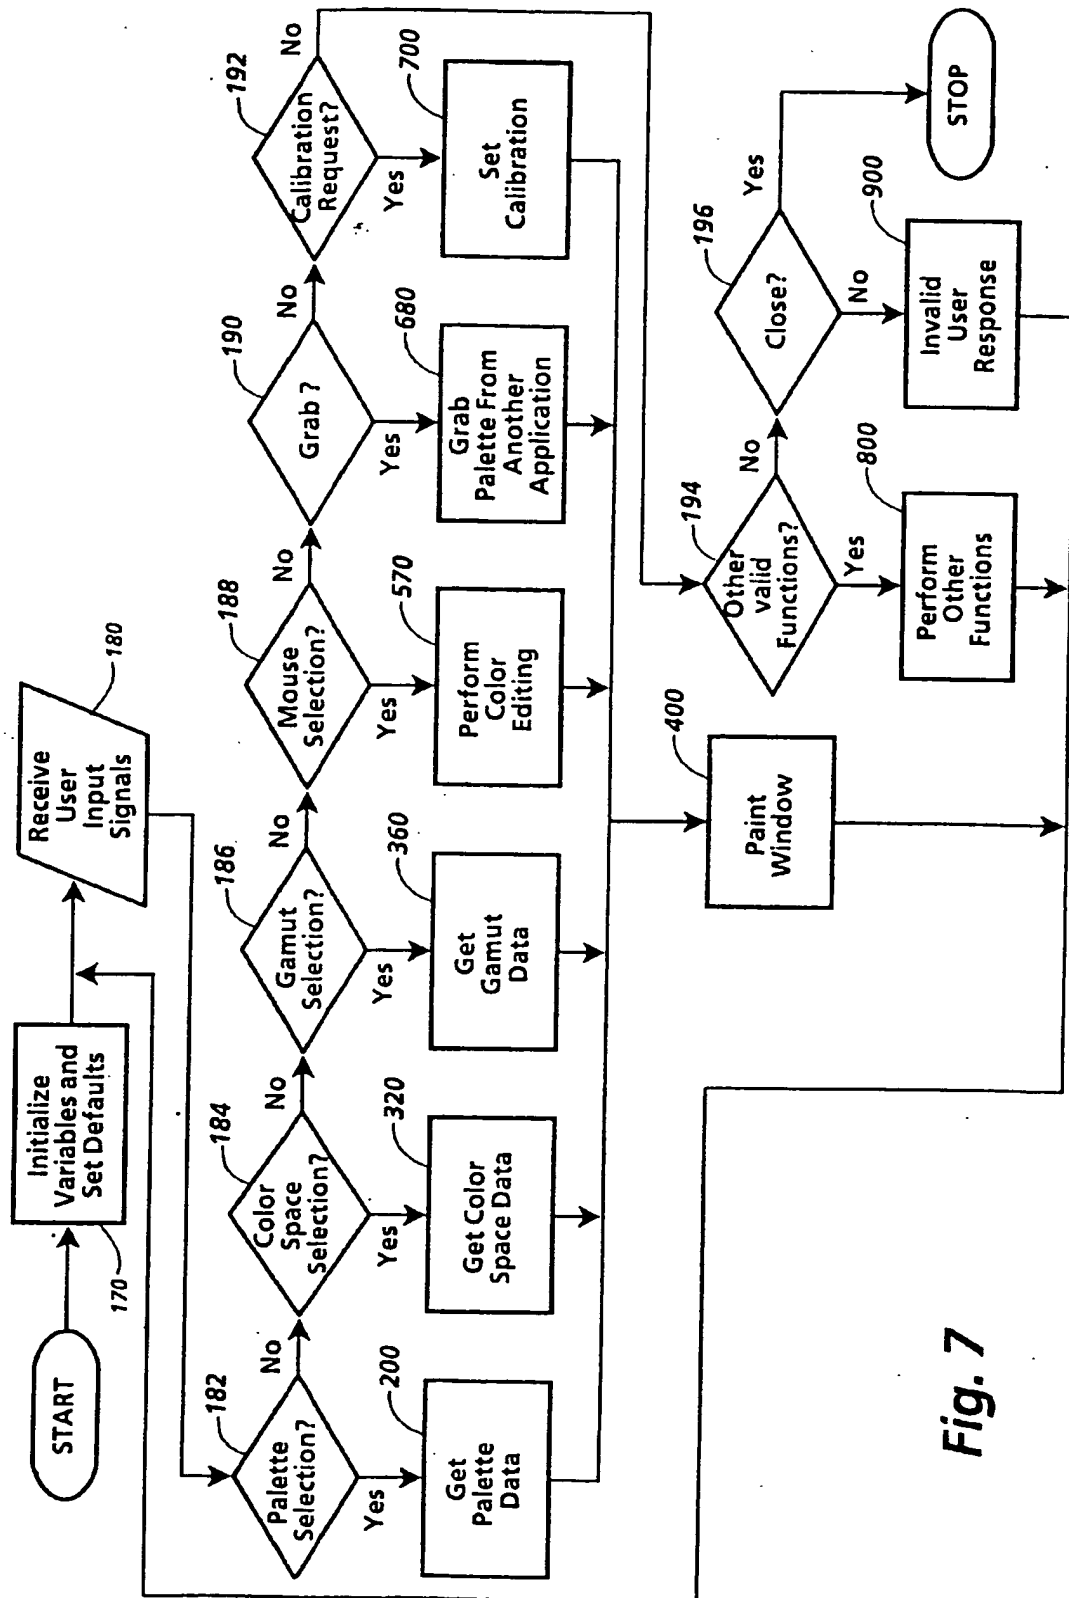 START
170
Initialize
Variables and
Set Defaults
180
Receive
User
Input
Signals
182
Palette
Selection?
No
Yes
184
Color
Space
Selection?
No
Yes
186
Gamut
Selection?
No
Yes
188
Mouse
Selection?
No
Yes
190
Grab ?
No
Yes
192
Calibration
Request?
No
Yes
200
Get
Palette
Data
320
Get Color
Space Data
360
Get
Gamut
Data
570
Perform
Color
Editing
680
Grab
Palette From
Another
Application
700
Set
Calibration
400
Paint
Window
194
Other
valid
Functions?
No
Yes
196
Close?
Yes
No
800
Perform
Other
Functions
900
Invalid
User
Response
STOP
Fig. 7